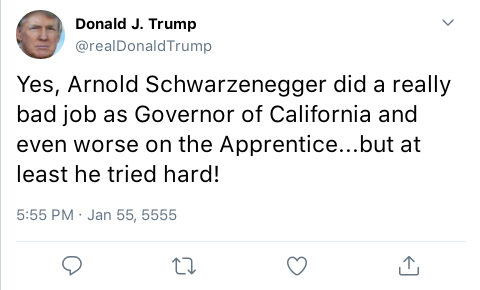 Donald J. Trump
@realDonaldTrump
Yes, Arnold Schwarzenegger did a really
bad job as Governor of California and
even worse on the Apprentice...but at
least he tried hard!
5:55 PM · Jan 55, 5555